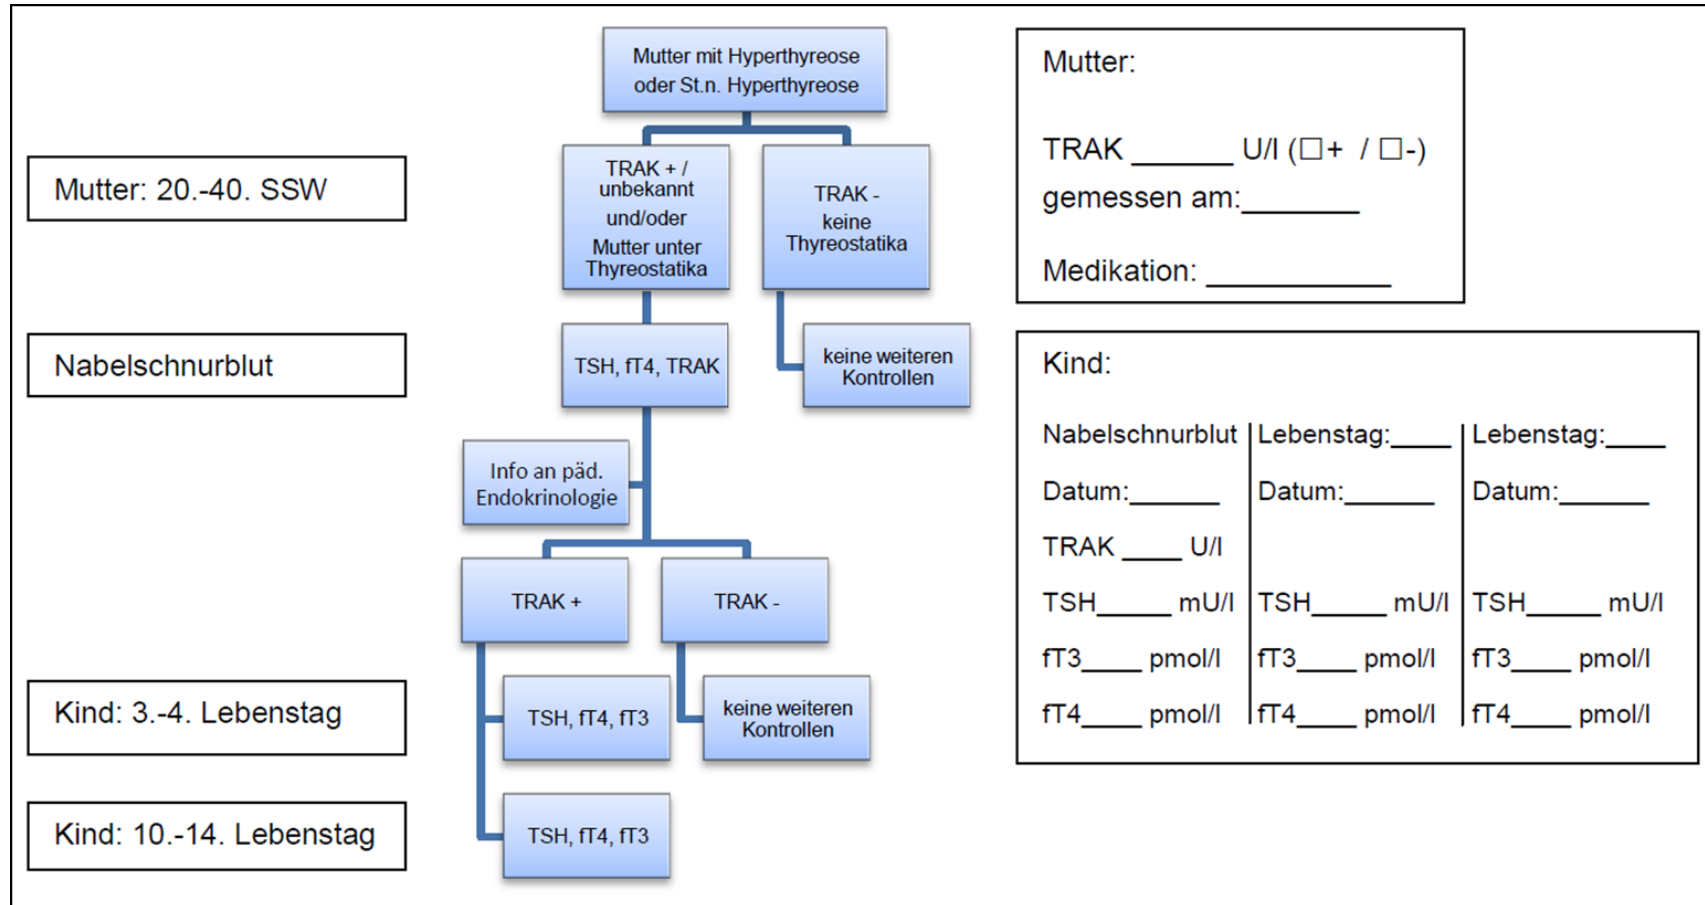 Mutter mit Hyperthyreose
oder St.n. Hyperthyreose
Mutter: 20.-40. SSW
TRAK + /
unbekannt
und/oder
Mutter unter
Thyreostatika
TRAK -
keine
Thyreostatika
Nabelschnurblut
TSH, fT4, TRAK
keine weiteren
Kontrollen
Info an päd.
Endokrinologie
TRAK +
TRAK -
Kind: 3.-4. Lebenstag
TSH, fT4, fT3
keine weiteren
Kontrollen
Kind: 10.-14. Lebenstag
TSH, fT4, fT3
Mutter:
TRAK ______ U/l (☐+ / ☐-)
gemessen am:_______
Medikation: ___________
Kind:
Nabelschnurblut Lebenstag:____ Lebenstag:____
Datum:______ Datum:______ Datum:______
TRAK ____ U/l
TSH_____ mU/l TSH_____ mU/l TSH_____ mU/l
fT3____ pmol/l fT3____ pmol/l fT3____ pmol/l
fT4____ pmol/l fT4____ pmol/l fT4____ pmol/l